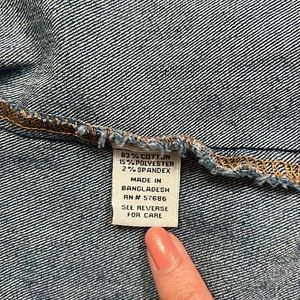 83% COTTON
15% POLYESTER
2% SPANDEX
MADE IN
BANGLADESH
RN# 57686
SEE REVERSE
FOR CARE